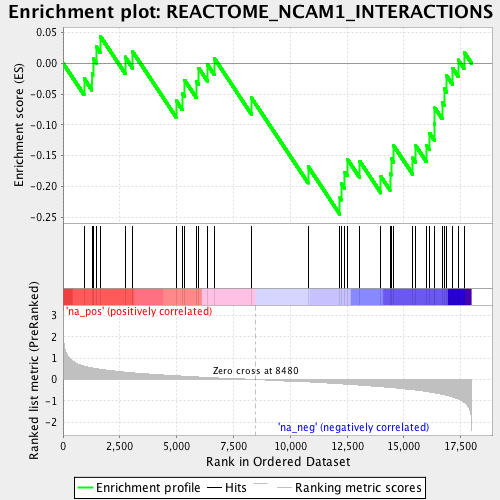 Enrichment plot: REACTOME_NCAM1_INTERACTIONS
Enrichment score (ES)
0.05
0.00
-0.05
-0.10
-0.15
-0.20
-0.25
'na_pos' (positively correlated)
Ranked list metric (PreRanked)
3
2
1
0
-1
-2
Zero cross at 8480
'na_neg' (negatively correlated)
0
2,500
5,000
7,500
10,000
12,500
15,000
17,500
Rank in Ordered Dataset
Enrichment profile
Hits
Ranking metric scores